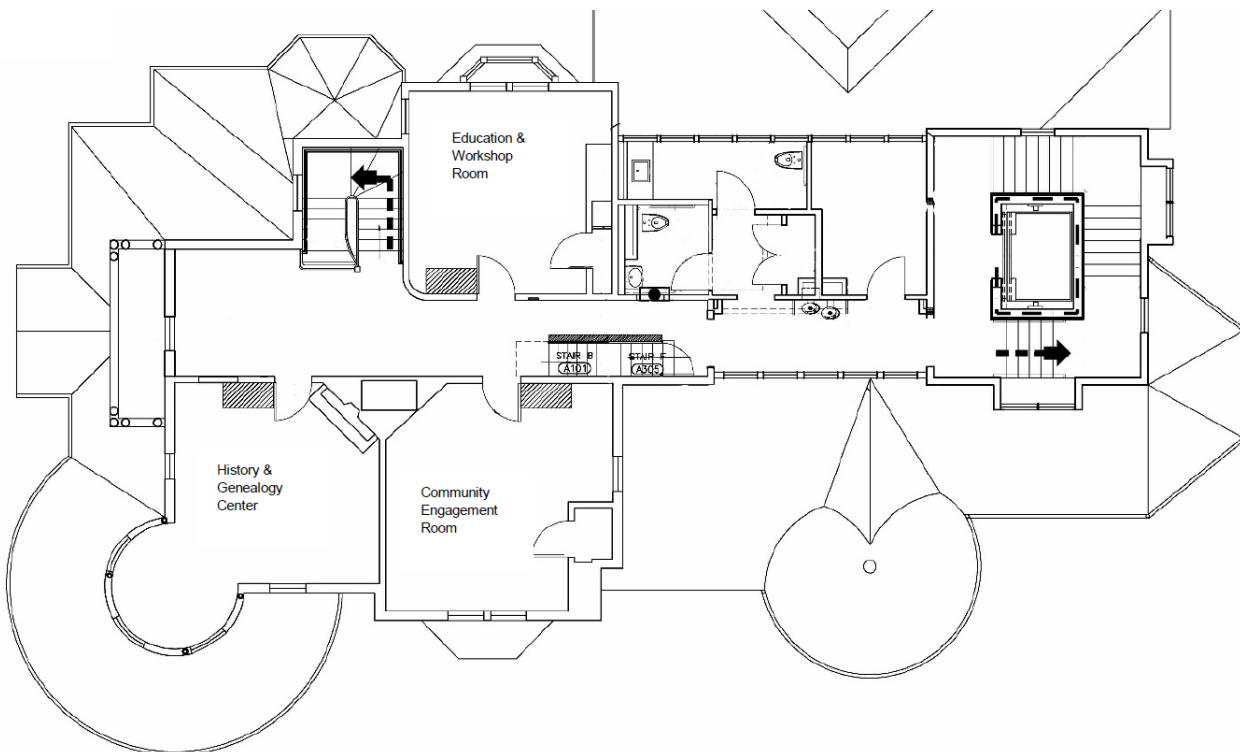 Education &
Workshop
Room
STAIR B
A101
STAIR F
A305
History &
Genealogy
Center
Community
Engagement
Room